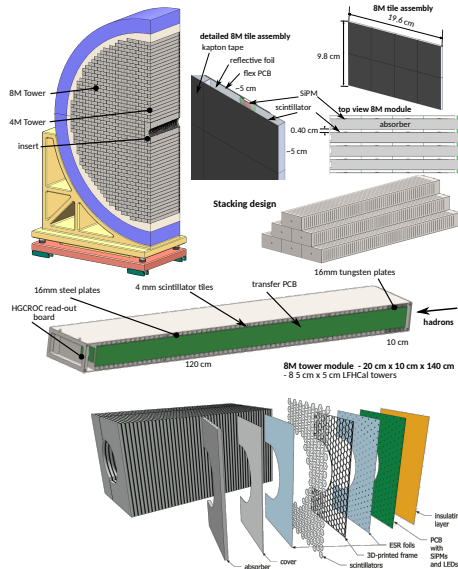 8M tile assembly
19.6 cm
9.8 cm
detailed 8M tile assembly
kapton tape
reflective foil
flex PCB
~5 cm
SiPM
scintillator
top view 8M module
absorber
0.40 cm
~5 cm
8M Tower
4M Tower
insert
Stacking design
16mm tungsten plates
4 mm scintillator tiles
transfer PCB
16mm steel plates
HGCROC read-out
board
hadrons
10 cm
120 cm
8M tower module - 20 cm x 10 cm x 140 cm
- 8 5 cm x 5 cm LFHCal towers
insulatin
layer
PCB
with
SiPMs
and LEDs
ESR foils
3D-printed frame
scintillators
cover
absorber